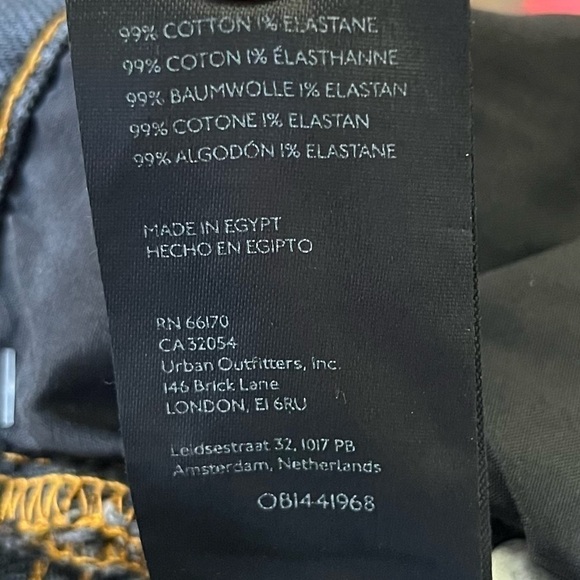 99% COTTON 1% ELASTANE
99% COTON 1% ÉLASTHANNE
99% BAUMWOLLE 1% ELASTAN
99% COTONE 1% ELASTAN
99% ALGODÓN 1% ELASTANE
MADE IN EGYPT
HECHO EN EGIPTO
RN 66170
CA 32054
Urban Outfitters, Inc.
146 Brick Lane
LONDON, E1 6RU
Leidsestraat 32, 1017 PB
Amsterdam, Netherlands
OB1441968